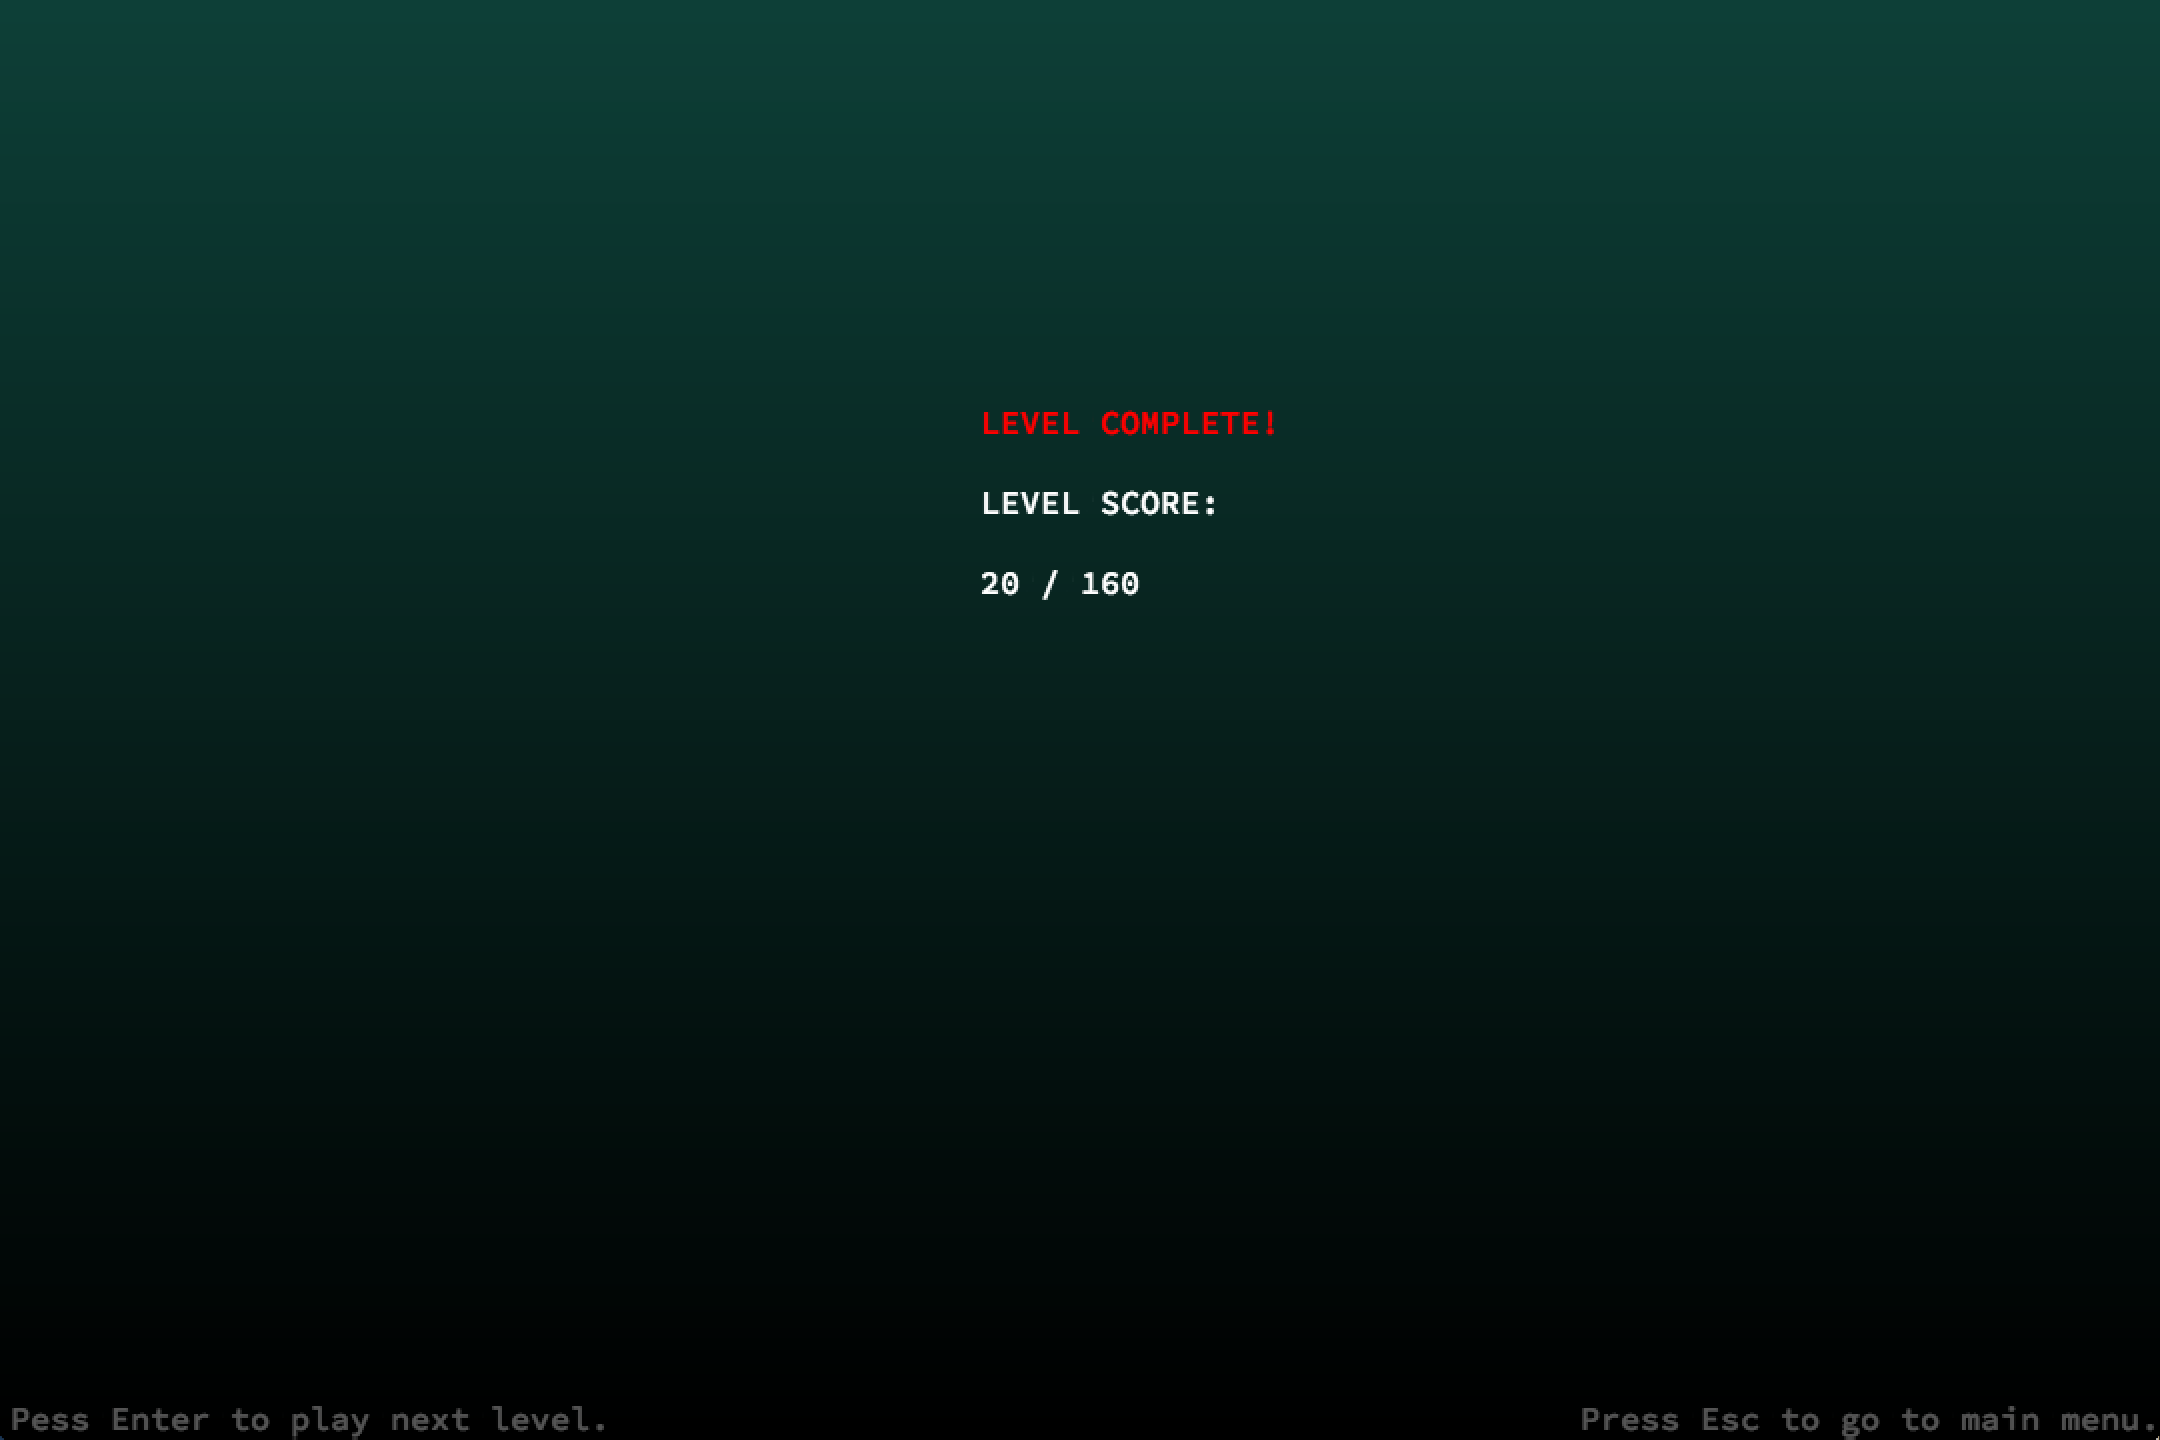 LEVEL COMPLETE!
LEVEL SCORE:
20 / 160
Pess Enter to play next level.
Press Esc to go to main menu.